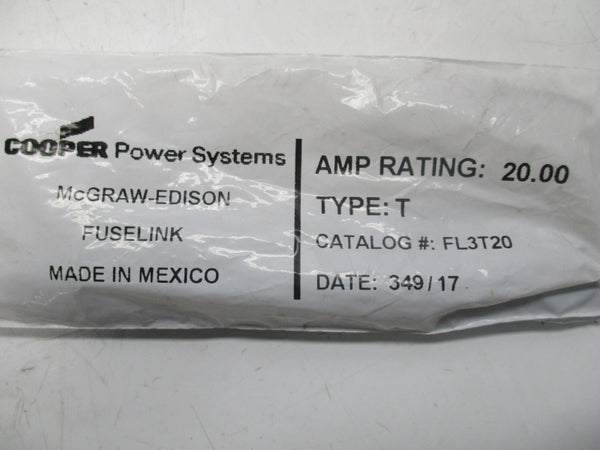 COOPER Power Systems
McGRAW-EDISON
FUSELINK
MADE IN MEXICO
AMP RATING: 20.00
TYPE: T
CATALOG #: FL3T20
DATE: 349/17